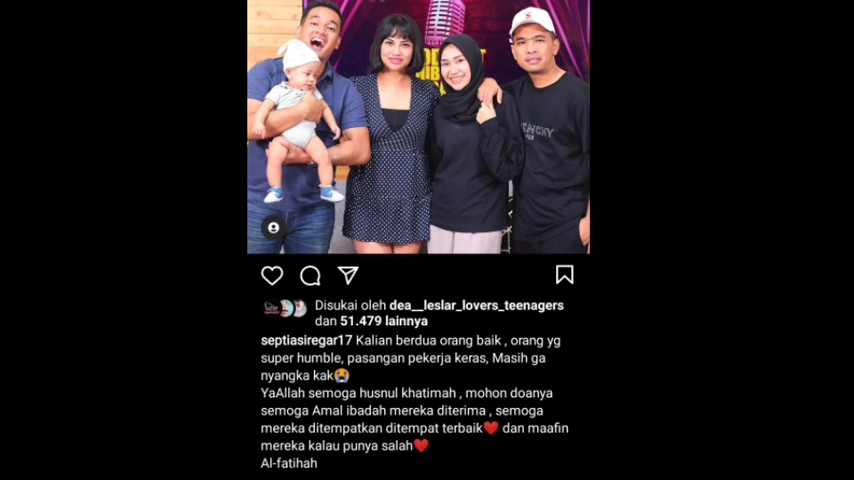 Disukai oleh dea__leslar_lovers_teenagers
dan 51.479 lainnya
septiasiregar17 Kalian berdua orang baik , orang yg
super humble, pasangan pekerja keras, Masih ga
nyangka kak😭
YaAllah semoga husnul khatimah , mohon doanya
semoga Amal ibadah mereka diterima , semoga
mereka ditempatkan ditempat terbaik❤️ dan maafin
mereka kalau punya salah❤️
Al-fatihah